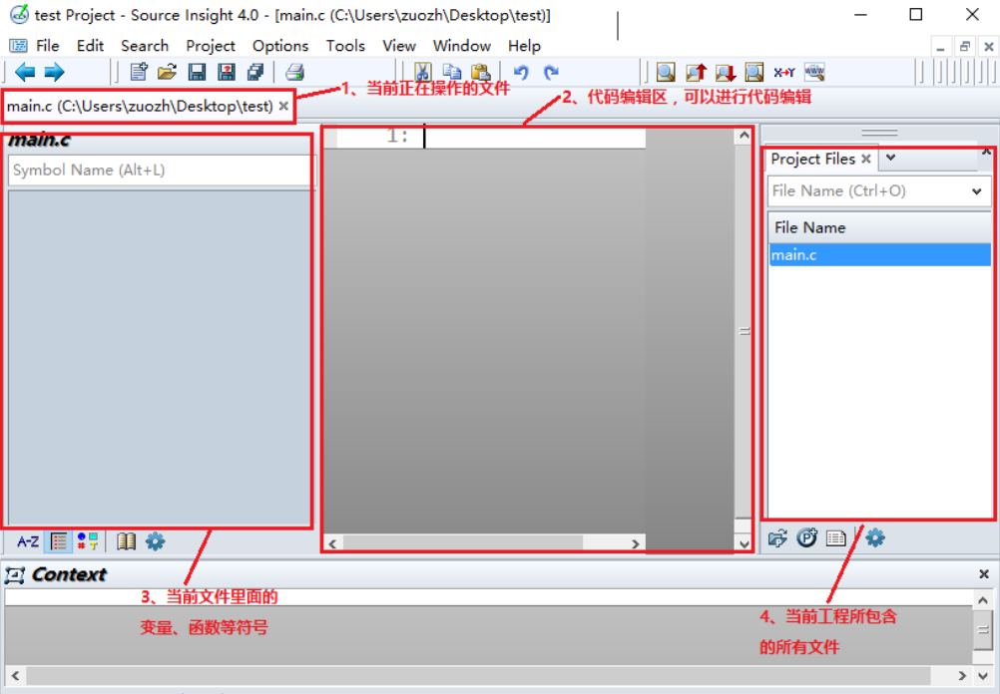 test Project - Source Insight 4.0 - [main.c (C:\Users\zuozh\Desktop\test)]
File Edit Search Project Options Tools View Window Help
X→Y WWW
1、当前正在操作的文件
main.c (C:\Users\zuozh\Desktop\test)
2、代码编辑区，可以进行代码编辑
main.c
1:
Symbol Name (Alt+L)
Project Files
File Name (Ctrl+O)
File Name
main.c
A-Z
Context
3、当前文件里面的
变量、函数等符号
4、当前工程所包含
的所有文件